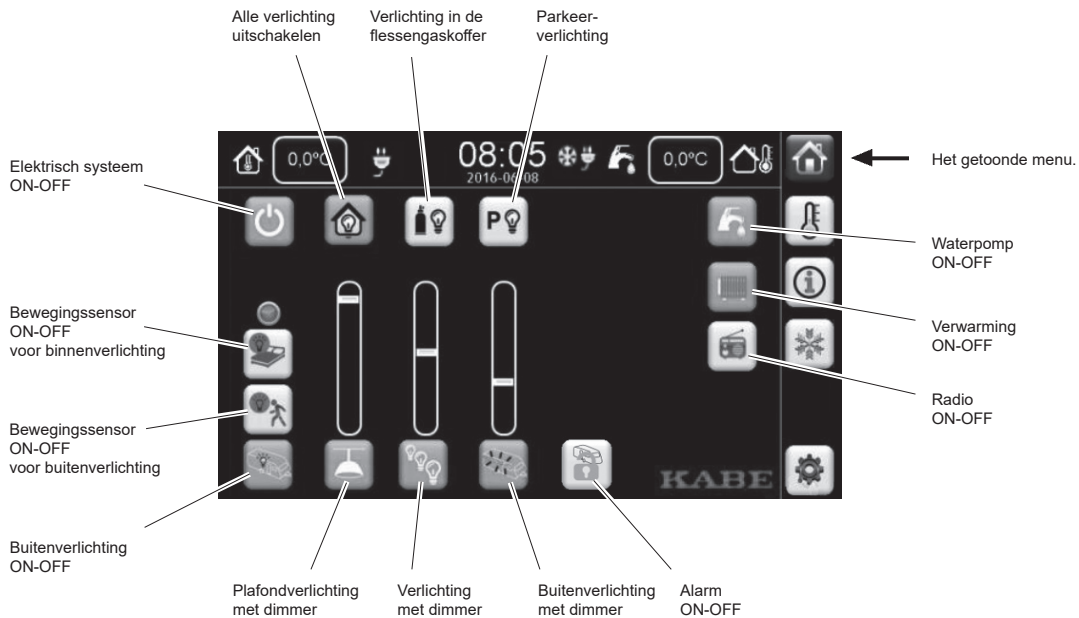 Alle verlichting
uitschakelen
Verlichting in de
flessengaskoffer
Parkeer-
verlichting
Elektrisch systeem
ON-OFF
0,0°C
08:05
2016-06-08
0,0°C
Het getoonde menu.
P
Waterpomp
ON-OFF
Bewegingssensor
ON-OFF
voor binnenverlichting
Verwarming
ON-OFF
Radio
ON-OFF
Bewegingssensor
ON-OFF
voor buitenverlichting
KABE
Buitenverlichting
ON-OFF
Plafondverlichting
met dimmer
Verlichting
met dimmer
Buitenverlichting
met dimmer
Alarm
ON-OFF